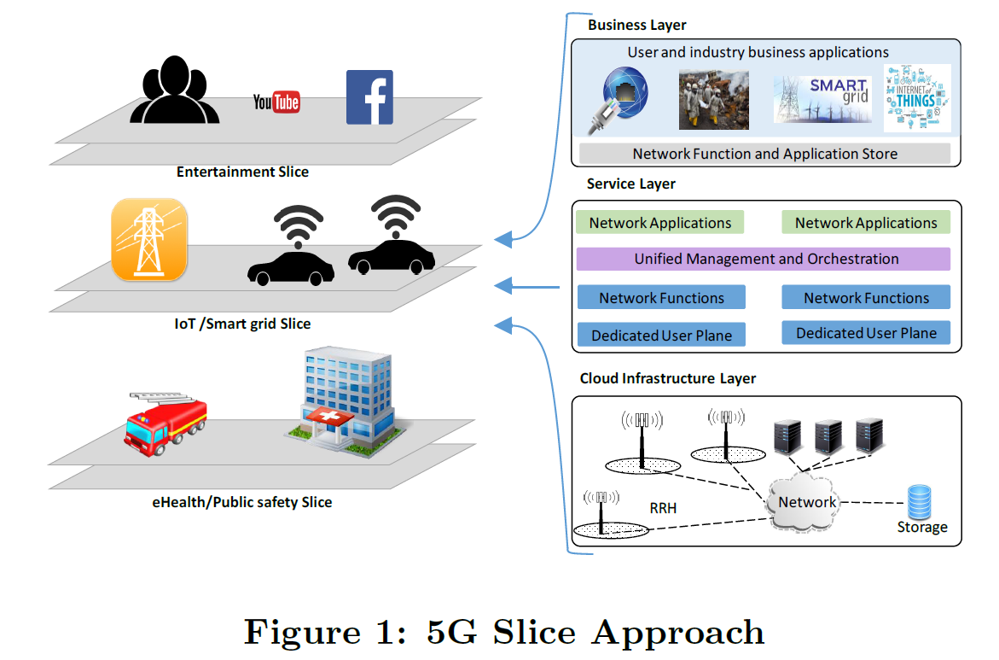 YouTube
f
Entertainment Slice
IoT /Smart grid Slice
eHealth/Public safety Slice
Business Layer
User and industry business applications
SMART
grid
INTERNET of
THINGS
Network Function and Application Store
Service Layer
Network Applications
Network Applications
Unified Management and Orchestration
Network Functions
Network Functions
Dedicated User Plane
Dedicated User Plane
Cloud Infrastructure Layer
RRH
Network
Storage
Figure 1: 5G Slice Approach